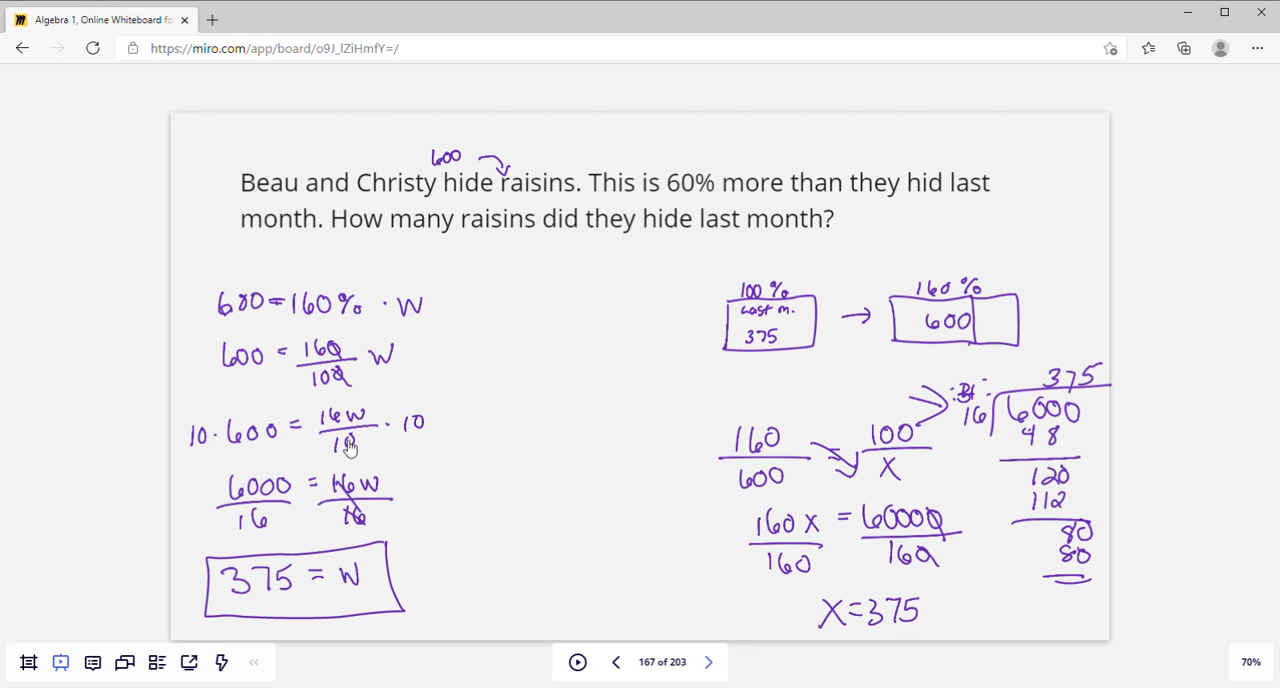 Algebra 1, Online Whiteboard fo
https://miro.com/app/board/o9J_lZiHmfY=/
600
Beau and Christy hide raisins. This is 60% more than they hid last
month. How many raisins did they hide last month?
680 = 160% · W
600 = 160/100 W
10 · 600 = 16W/10 · 10
6000/16 = 16W/16
375 = W
100% → 160%
Last m.
375
600
160/600 = 100/X
160X/160 = 60000/160
X = 375
375
16 6000
48
120
112
80
80
167 of 203
70%